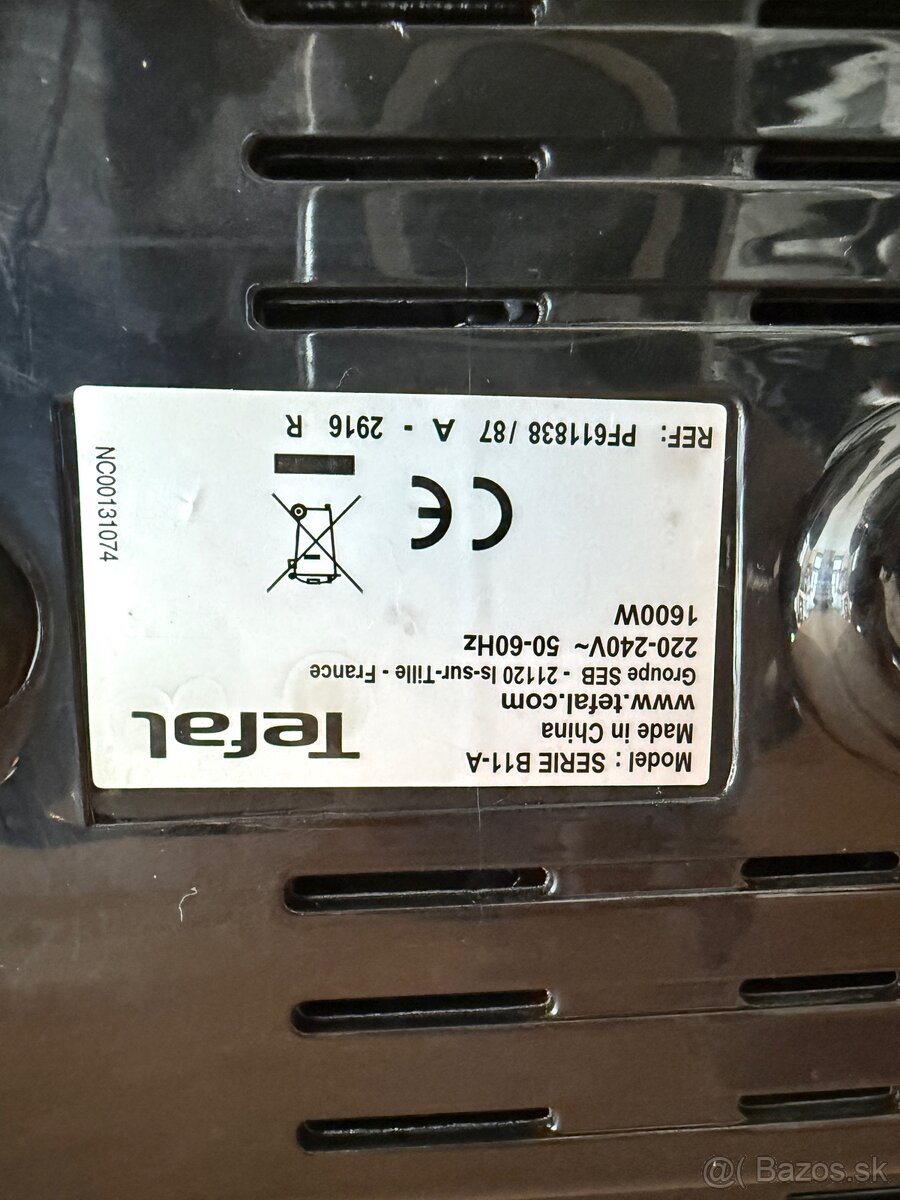 Model : SERIE B11-A
Made in China
www.tefal.com
Groupe SEB - 21120 Is-sur-Tille - France
220-240V~ 50-60Hz
1600W
Tefal
CE
REF: PF611838 / 87 A - 2916 R
NC00131074
@( Bazos.sk